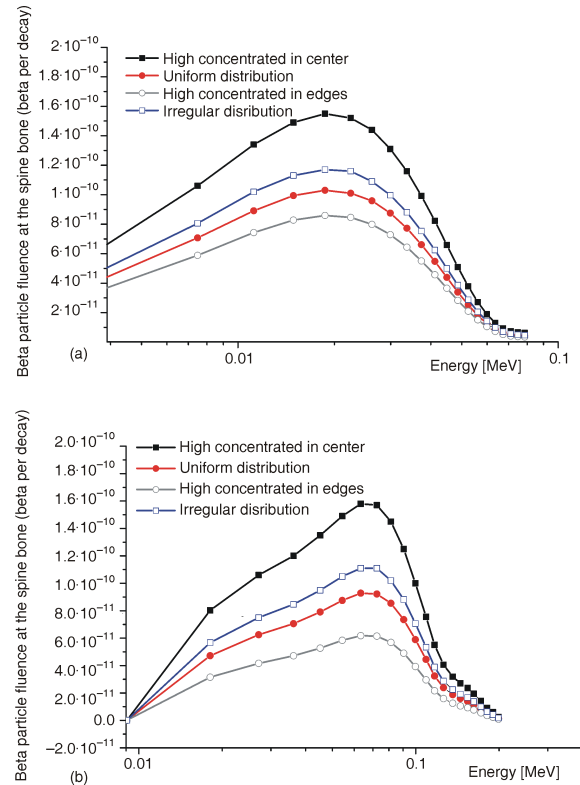 Beta particle fluence at the spine bone (beta per decay)
2·10⁻¹⁰
High concentrated in center
1.8·10⁻¹⁰
Uniform distribution
1.6·10⁻¹⁰
High concentrated in edges
1.4·10⁻¹⁰
Irregular disribution
1.2·10⁻¹⁰
1·10⁻¹⁰
8·10⁻¹¹
6·10⁻¹¹
4·10⁻¹¹
2·10⁻¹¹
(a)
0.01
0.1
Energy [MeV]
Beta particle fluence at the spine bone (beta per decay)
2.0·10⁻¹⁰
High concentrated in center
1.8·10⁻¹⁰
Uniform distribution
1.6·10⁻¹⁰
High concentrated in edges
1.4·10⁻¹⁰
Irregular disribution
1.2·10⁻¹⁰
1.0·10⁻¹⁰
8.0·10⁻¹¹
6.0·10⁻¹¹
4.0·10⁻¹¹
2.0·10⁻¹¹
0.0
−2.0·10⁻¹¹
(b)
0.01
0.1
Energy [MeV]